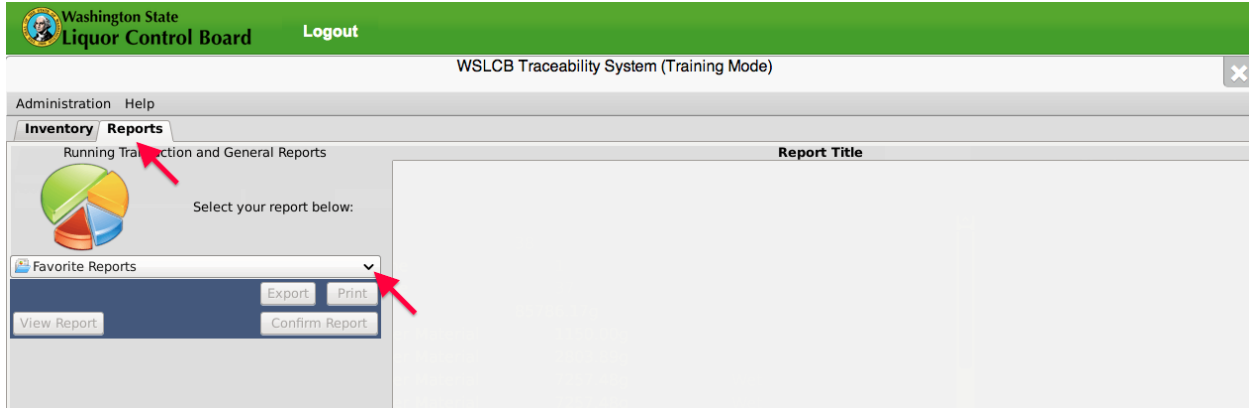 Washington State
Liquor Control Board
Logout
WSLCB Traceability System (Training Mode)
Administration Help
Inventory Reports
Running Transaction and General Reports
Report Title
Select your report below:
Favorite Reports
Export Print
View Report Confirm Report